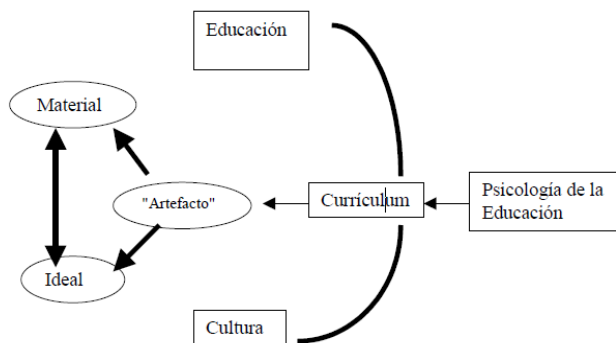 Educación
Material
"Artefacto"
Currículum
Psicología de la
Educación
Ideal
Cultura